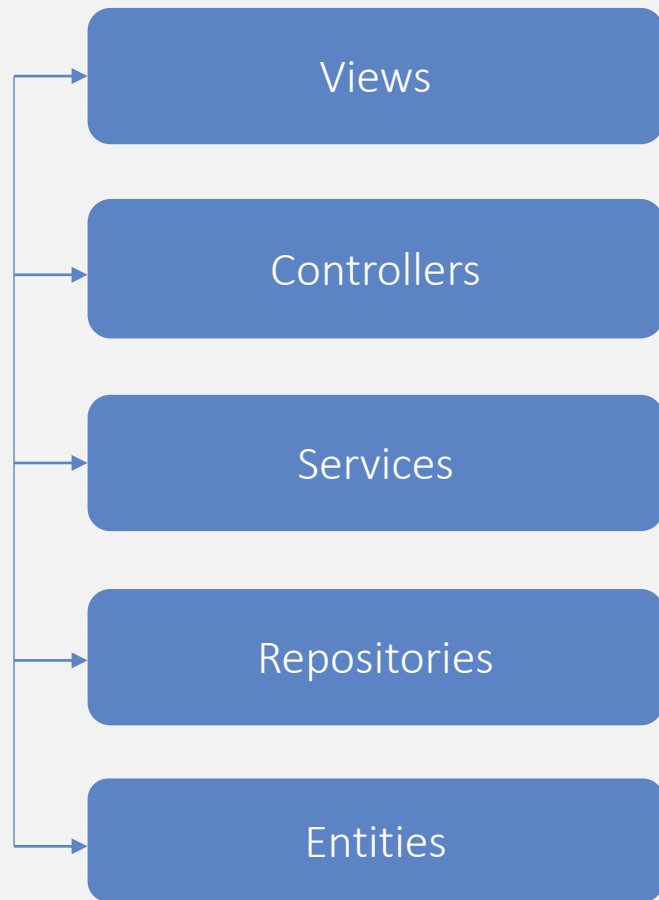 Views
Controllers
Services
Repositories
Entities